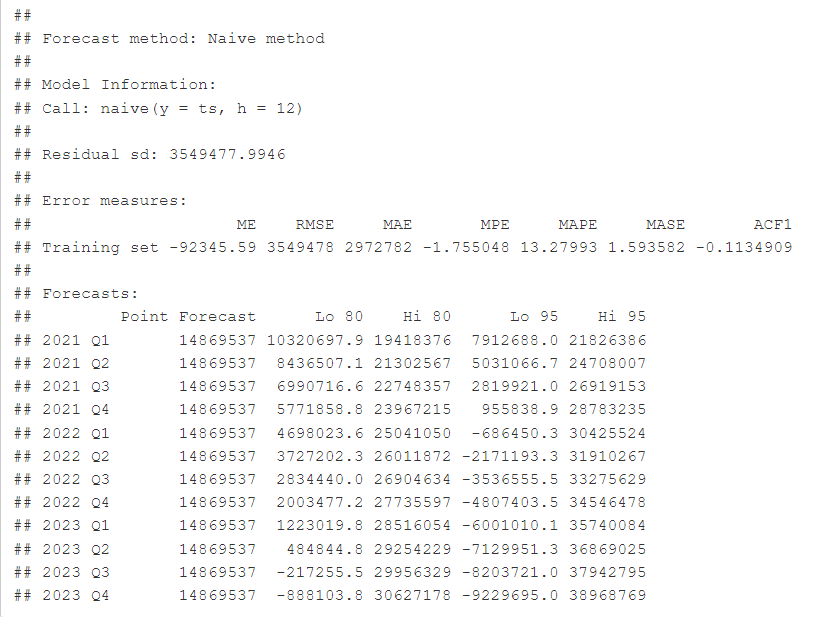 ##
## Forecast method: Naive method
##
## Model Information:
## Call: naive(y = ts, h = 12)
##
## Residual sd: 3549477.9946
##
## Error measures:
##                     ME    RMSE     MAE       MPE     MAPE     MASE       ACF1
## Training set -92345.59 3549478 2972782 -1.755048 13.27993 1.593582 -0.1134909
##
## Forecasts:
##         Point Forecast      Lo 80    Hi 80      Lo 95    Hi 95
## 2021 Q1       14869537 10320697.9 19418376  7912688.0 21826386
## 2021 Q2       14869537  8436507.1 21302567  5031066.7 24708007
## 2021 Q3       14869537  6990716.6 22748357  2819921.0 26919153
## 2021 Q4       14869537  5771858.8 23967215   955838.9 28783235
## 2022 Q1       14869537  4698023.6 25041050  -686450.3 30425524
## 2022 Q2       14869537  3727202.3 26011872 -2171193.3 31910267
## 2022 Q3       14869537  2834440.0 26904634 -3536555.5 33275629
## 2022 Q4       14869537  2003477.2 27735597 -4807403.5 34546478
## 2023 Q1       14869537  1223019.8 28516054 -6001010.1 35740084
## 2023 Q2       14869537   484844.8 29254229 -7129951.3 36869025
## 2023 Q3       14869537  -217255.5 29956329 -8203721.0 37942795
## 2023 Q4       14869537  -888103.8 30627178 -9229695.0 38968769